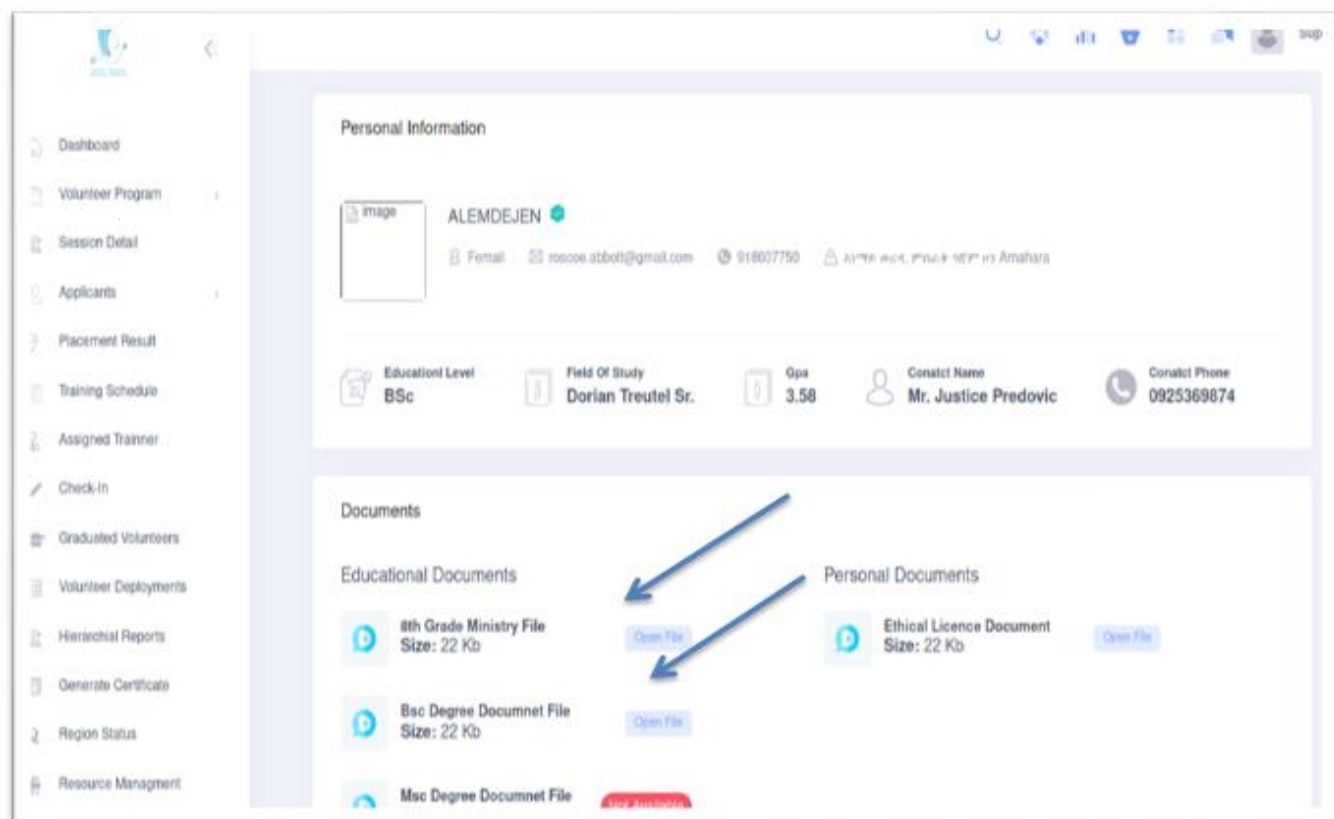 sup
Dashboard
Volunteer Program
Session Detail
Applicants
Placement Result
Training Schedule
Assigned Trainner
Check-In
Graduated Volunteers
Volunteer Deployments
Hierarchial Reports
Generate Certificate
Region Status
Resource Managment
Personal Information
image
ALEMDEJEN
Femail roscoe.abbott@gmail.com 918607750 Amahara
Educationl Level
BSc
Field Of Study
Dorian Treutel Sr.
Gpa
3.58
Conatct Name
Mr. Justice Predovic
Conatct Phone
0925369874
Documents
Educational Documents
8th Grade Ministry File
Size: 22 Kb
Open File
Bsc Degree Documnet File
Size: 22 Kb
Open File
Msc Degree Documnet File
Not Available
Personal Documents
Ethical Licence Document
Size: 22 Kb
Open File